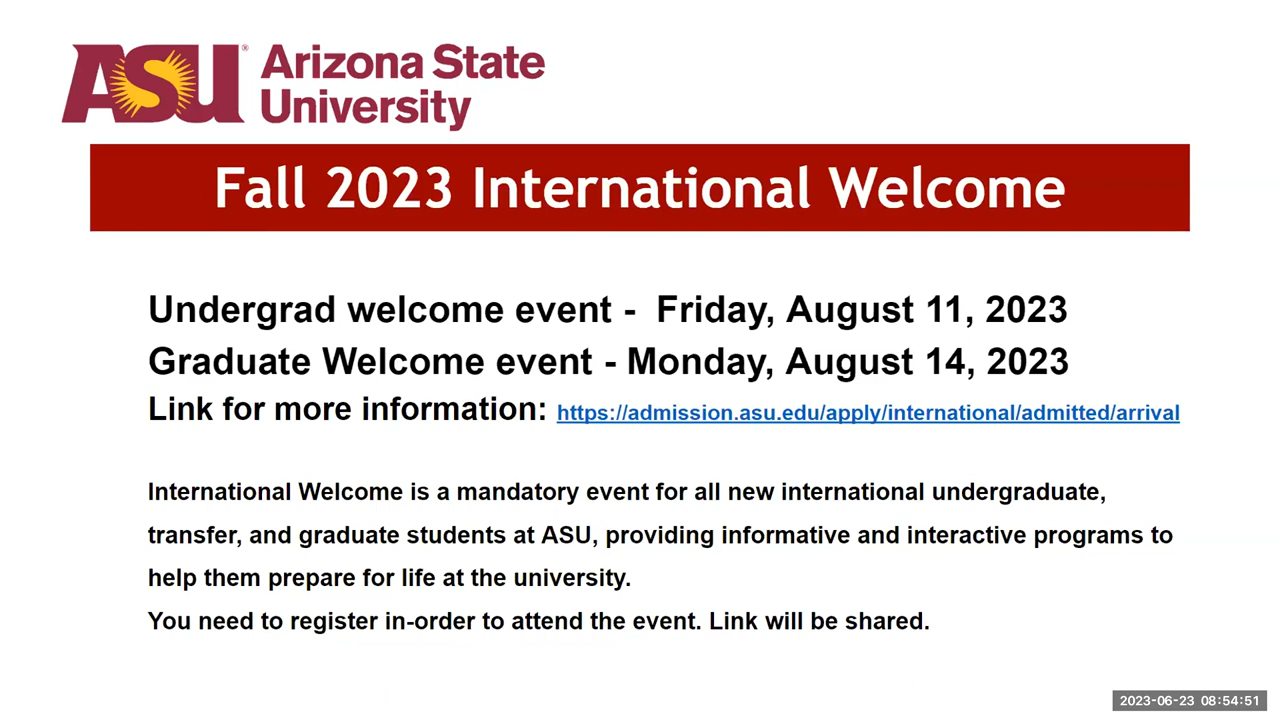 ASU® Arizona State
University
Fall 2023 International Welcome
Undergrad welcome event - Friday, August 11, 2023
Graduate Welcome event - Monday, August 14, 2023
Link for more information: https://admission.asu.edu/apply/international/admitted/arrival
International Welcome is a mandatory event for all new international undergraduate,
transfer, and graduate students at ASU, providing informative and interactive programs to
help them prepare for life at the university.
You need to register in-order to attend the event. Link will be shared.
2023-06-23 08:54:51